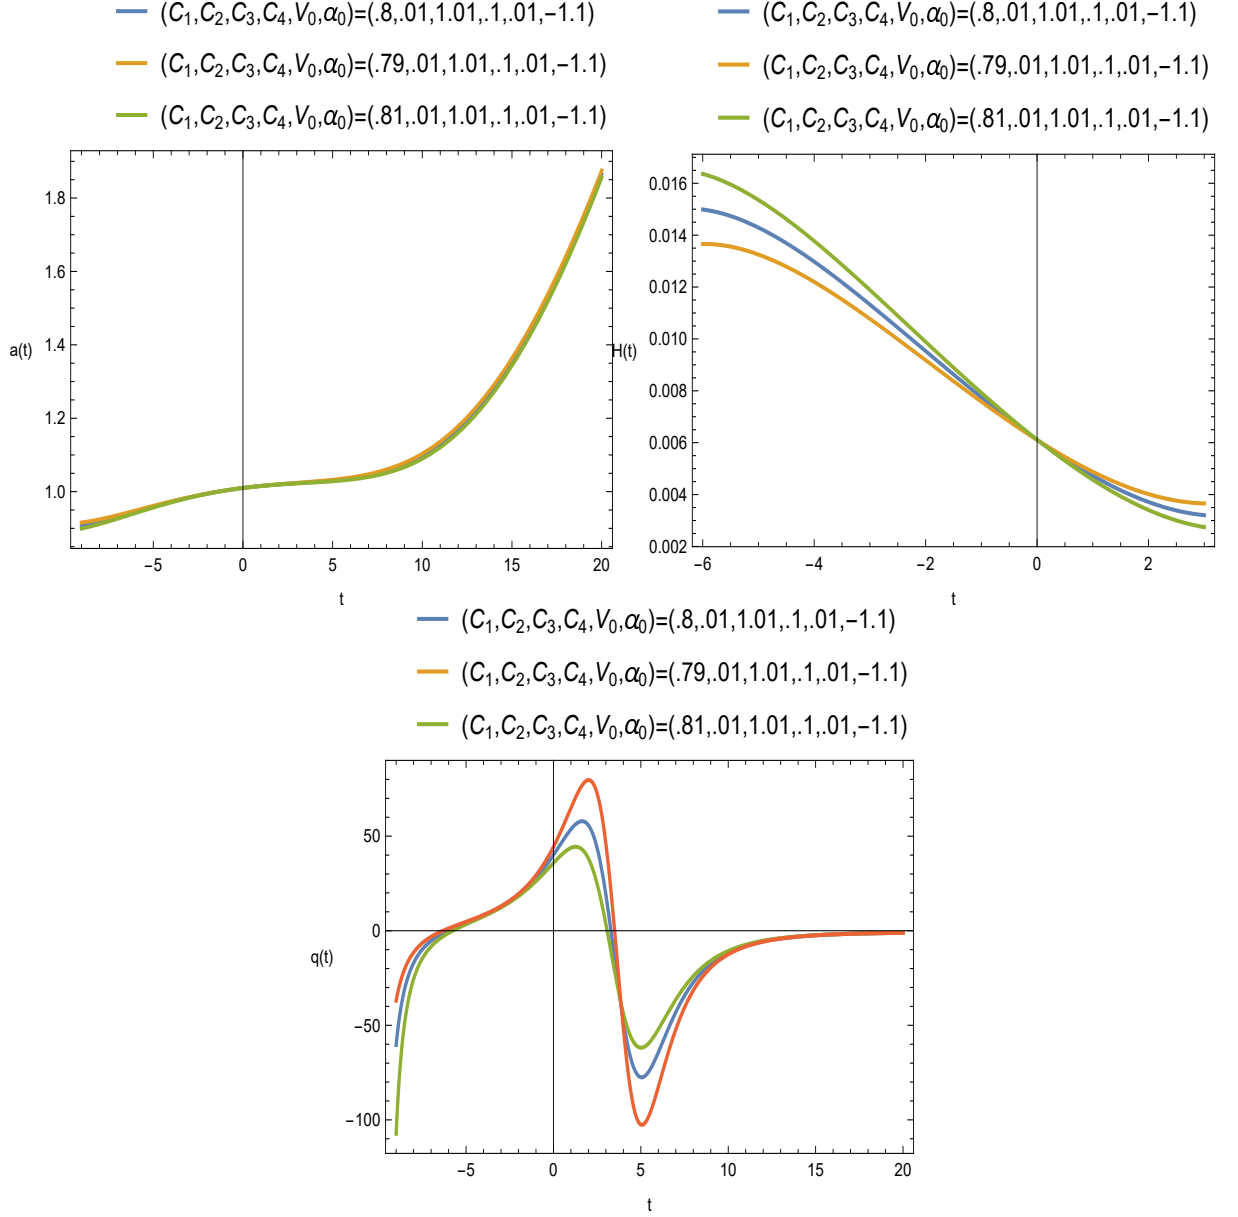 (C₁,C₂,C₃,C₄,V₀,α₀)=(.8,.01,1.01,.1,.01,−1.1)
(C₁,C₂,C₃,C₄,V₀,α₀)=(.79,.01,1.01,.1,.01,−1.1)
(C₁,C₂,C₃,C₄,V₀,α₀)=(.81,.01,1.01,.1,.01,−1.1)
1.8
1.6
1.4
1.2
1.0
a(t)
−5 0 5 10 15 20
t
(C₁,C₂,C₃,C₄,V₀,α₀)=(.8,.01,1.01,.1,.01,−1.1)
(C₁,C₂,C₃,C₄,V₀,α₀)=(.79,.01,1.01,.1,.01,−1.1)
(C₁,C₂,C₃,C₄,V₀,α₀)=(.81,.01,1.01,.1,.01,−1.1)
0.016
0.014
0.012
0.010
0.008
0.006
0.004
0.002
H(t)
−6 −4 −2 0 2
t
(C₁,C₂,C₃,C₄,V₀,α₀)=(.8,.01,1.01,.1,.01,−1.1)
(C₁,C₂,C₃,C₄,V₀,α₀)=(.79,.01,1.01,.1,.01,−1.1)
(C₁,C₂,C₃,C₄,V₀,α₀)=(.81,.01,1.01,.1,.01,−1.1)
50
0
−50
−100
q(t)
−5 0 5 10 15 20
t